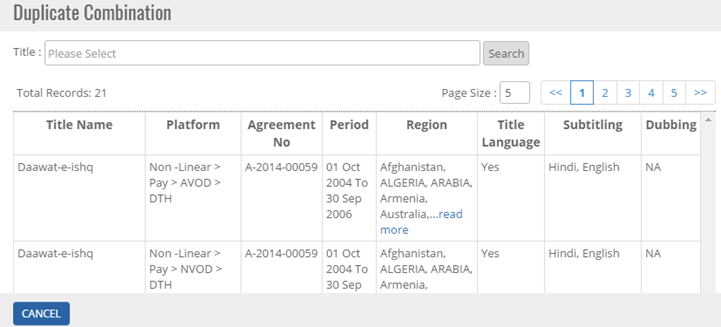 Duplicate Combination
Title : Please Select Search
Total Records: 21 Page Size : 5 << 1 2 3 4 5 >>
Title Name Platform Agreement No Period Region Title Language Subtitling Dubbing
Daawat-e-ishq Non -Linear > A-2014-00059 01 Oct Afghanistan, Yes Hindi, English NA
Pay > AVOD > 2004 To ALGERIA, ARABIA,
DTH 30 Sep Armenia,
2006 Australia,...read
more
Daawat-e-ishq Non -Linear > A-2014-00059 01 Oct Afghanistan, Yes Hindi, English NA
Pay > NVOD > 2004 To ALGERIA, ARABIA,
DTH 30 Sep Armenia,
CANCEL